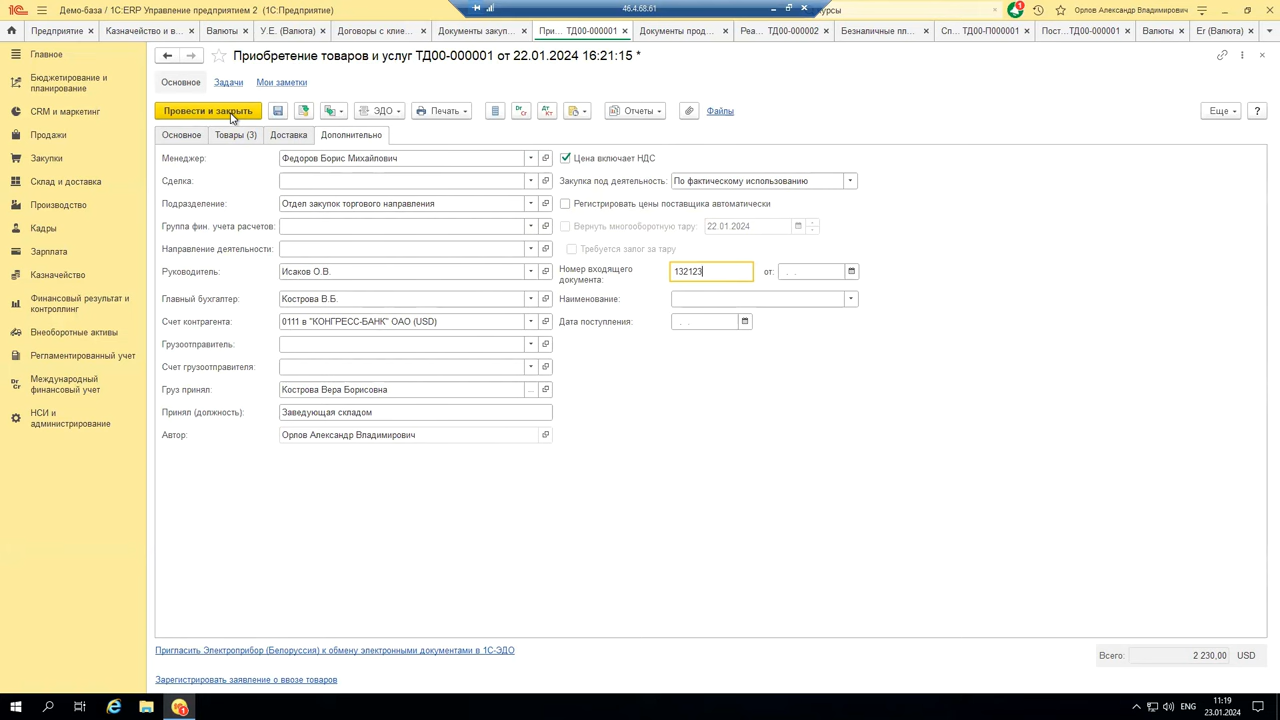 Демо-база / 1С:ERP Управление предприятием 2 (1С:Предприятие)
46.4.68.61
урсы
1
Орлов Александр Владимирович
Предприятие
Казначейство и в...
Валюты
У.Е. (Валюта)
Договоры с клие...
Документы закуп...
При... ТД00-000001
Документы прод...
Реа... ТД00-000002
Безналичные пл...
Сп... ТД00-П000001
Пост... ТД00-000001
Валюты
Er (Валюта)
Главное
Бюджетирование и планирование
CRM и маркетинг
Продажи
Закупки
Склад и доставка
Производство
Кадры
Зарплата
Казначейство
Финансовый результат и контроллинг
Внеоборотные активы
Регламентированный учет
Международный финансовый учет
НСИ и администрирование
Приобретение товаров и услуг ТД00-000001 от 22.01.2024 16:21:15 *
Основное Задачи Мои заметки
Провести и закрыть ЭДО Печать Отчеты Файлы Еще ?
Основное Товары (3) Доставка Дополнительно
Менеджер: Федоров Борис Михайлович Цена включает НДС
Сделка: Закупка под деятельность: По фактическому использованию
Подразделение: Отдел закупок торгового направления Регистрировать цены поставщика автоматически
Группа фин. учета расчетов: Вернуть многооборотную тару: 22.01.2024
Направление деятельности: Требуется залог за тару
Руководитель: Исаков О.В. Номер входящего документа: 132123 от: . .
Главный бухгалтер: Кострова В.Б. Наименование:
Счет контрагента: 0111 в "КОНГРЕСС-БАНК" ОАО (USD) Дата поступления: . .
Грузоотправитель:
Счет грузоотправителя:
Груз принял: Кострова Вера Борисовна
Принял (должность): Заведующая складом
Автор: Орлов Александр Владимирович
Пригласить Электроприбор (Белоруссия) к обмену электронными документами в 1С-ЭДО
Всего: 2 230,00 USD
Зарегистрировать заявление о ввозе товаров
ENG
11:19
23.01.2024